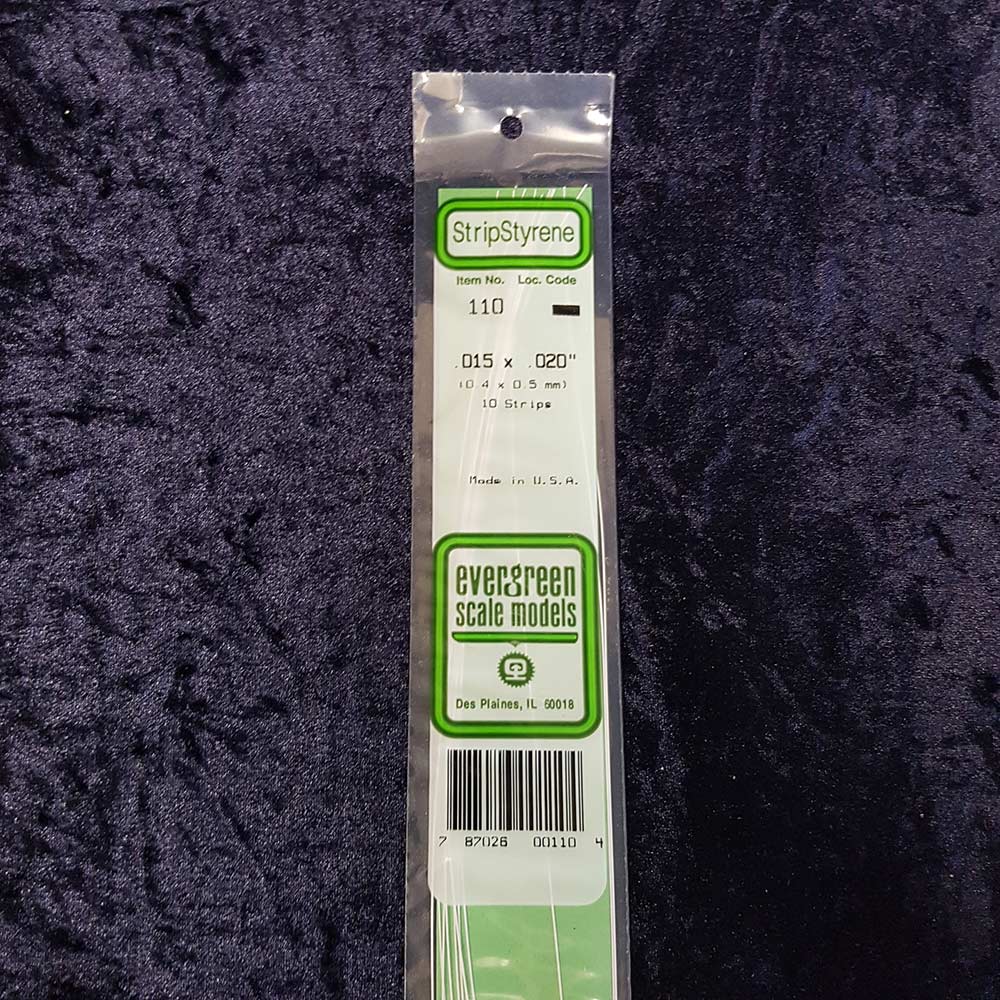 StripStyrene
Item No. Loc. Code
110
.015 x .020"
(0.4 x 0.5 mm)
10 Strips
Made in U.S.A.
evergreen
scale models
Des Plaines, IL 60018
7 87026 00110 4